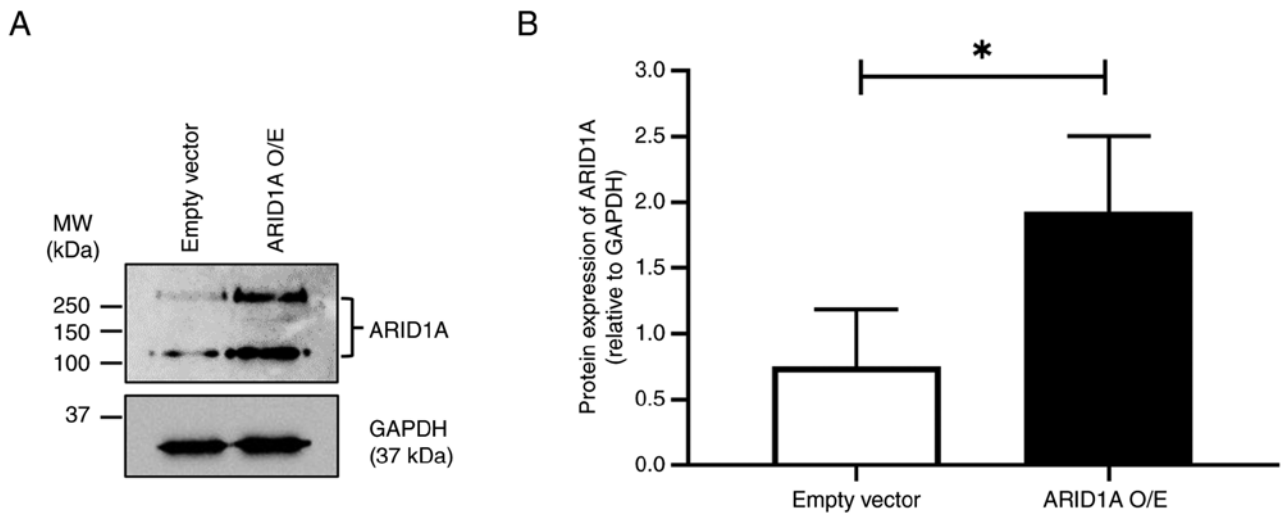 A
B
Empty vector
ARID1A O/E
MW
(kDa)
250
150
100
ARID1A
37
GAPDH
(37 kDa)
*
3.0
2.5
2.0
1.5
1.0
0.5
0.0
Protein expression of ARID1A
(relative to GAPDH)
Empty vector
ARID1A O/E